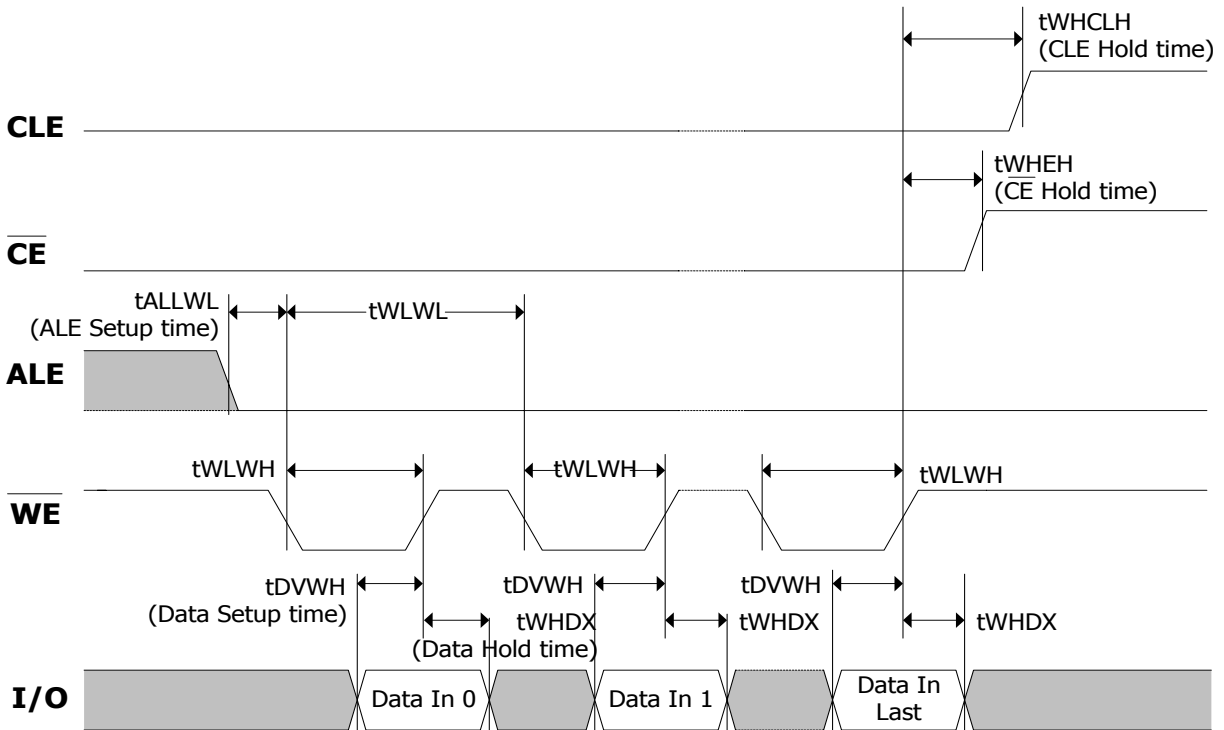 tWHCLH
(CLE Hold time)
CLE
tWHEH
(CE Hold time)
CE
tALLWL
(ALE Setup time)
tWLWL
ALE
tWLWH
tWLWH
tWLWH
WE
tDVWH
(Data Setup time)
tDVWH
tDVWH
tWHDX
(Data Hold time)
tWHDX
tWHDX
I/O
Data In 0
Data In 1
Data In
Last